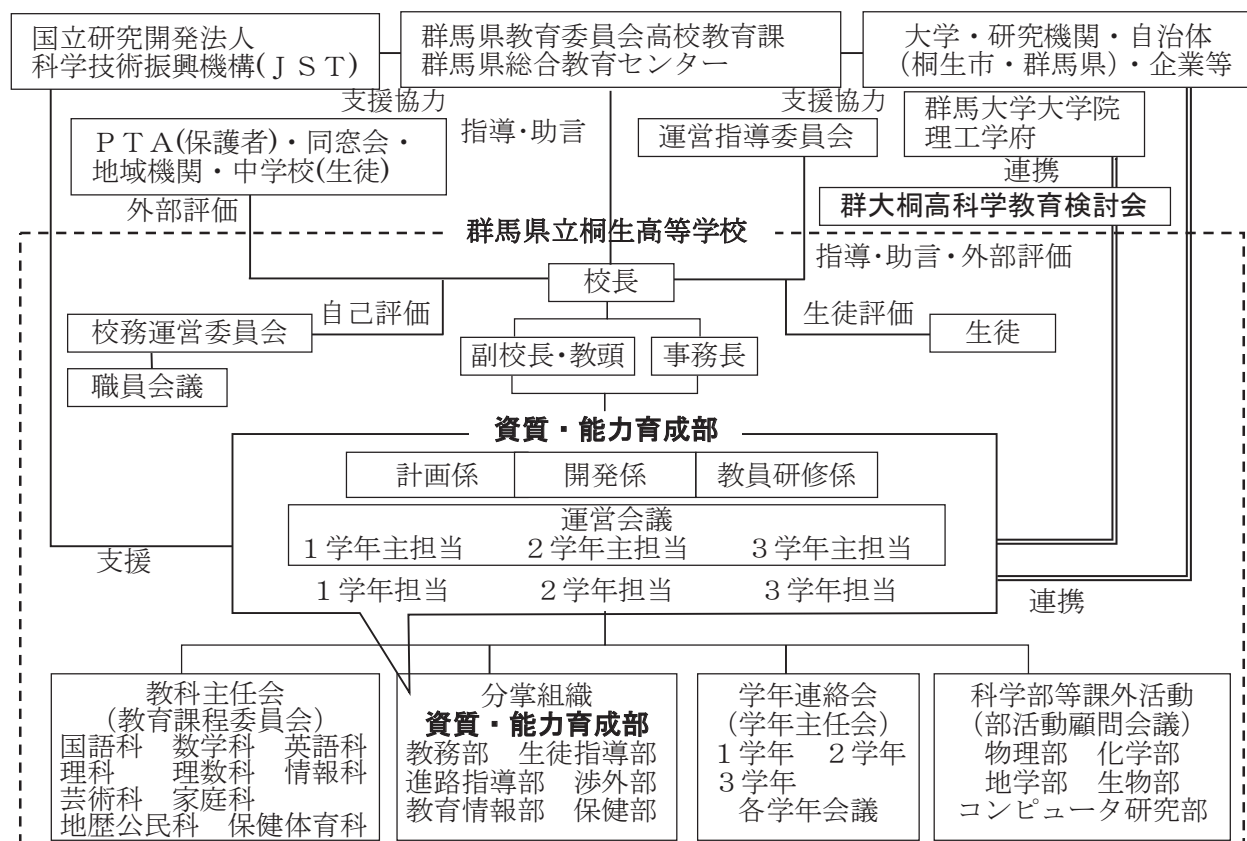 国立研究開発法人
科学技術振興機構(ＪＳＴ)
群馬県教育委員会高校教育課
群馬県総合教育センター
大学・研究機関・自治体
(桐生市・群馬県)・企業等
支援協力
指導・助言
支援協力
ＰＴＡ(保護者)・同窓会・
地域機関・中学校(生徒)
運営指導委員会
群馬大学大学院
理工学府
連携
外部評価
群大桐高科学教育検討会
群馬県立桐生高等学校
指導・助言・外部評価
校長
自己評価
生徒評価
校務運営委員会
生徒
副校長・教頭
事務長
職員会議
資質・能力育成部
計画係
開発係
教員研修係
運営会議
１学年主担当　２学年主担当　３学年主担当
１学年担当　２学年担当　３学年担当
支援
連携
教科主任会
(教育課程委員会)
国語科　数学科　英語科
理科　理数科　情報科
芸術科　家庭科
地歴公民科　保健体育科
分掌組織
資質・能力育成部
教務部　生徒指導部
進路指導部　渉外部
教育情報部　保健部
学年連絡会
(学年主任会)
１学年　２学年
３学年
各学年会議
科学部等課外活動
(部活動顧問会議)
物理部　化学部
地学部　生物部
コンピュータ研究部